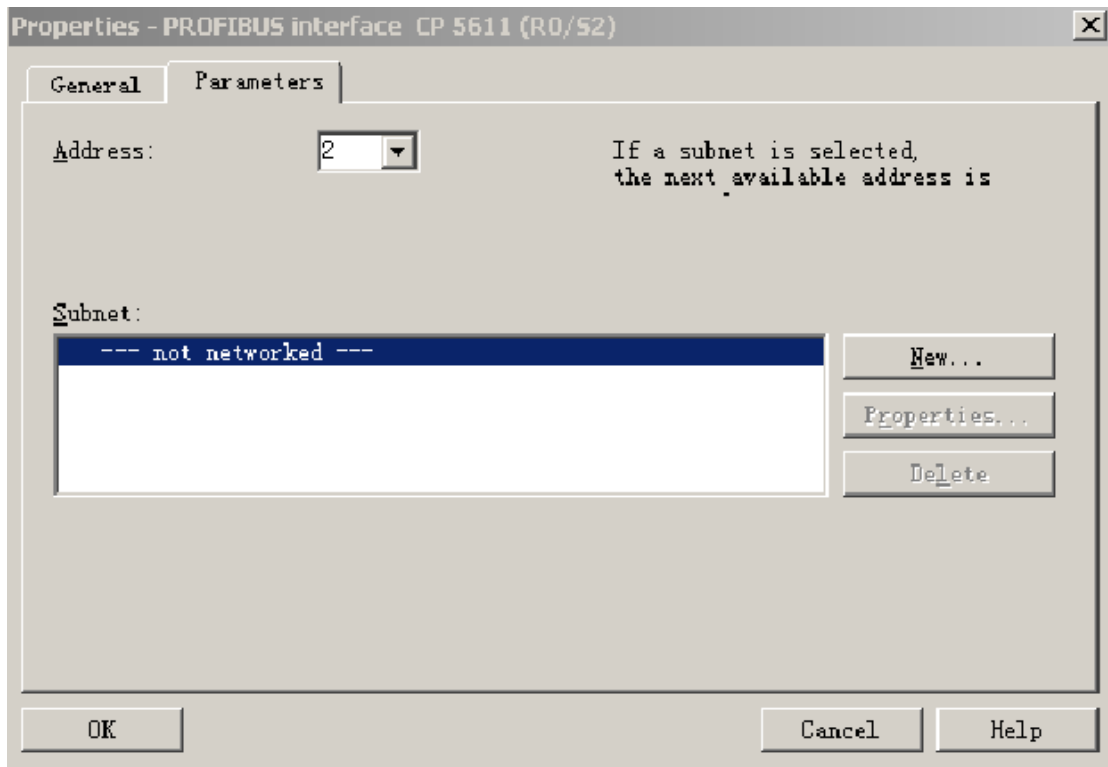 Properties - PROFIBUS interface CP 5611 (R0/S2)
General
Parameters
Address:
2
If a subnet is selected,
the next available address is
Subnet:
--- not networked ---
New...
Properties...
Delete
OK
Cancel
Help